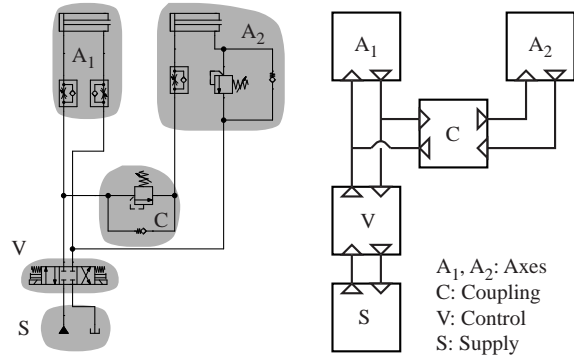 A1
A2
C
V
S
A1
A2
C
V
S
A1, A2: Axes
C: Coupling
V: Control
S: Supply